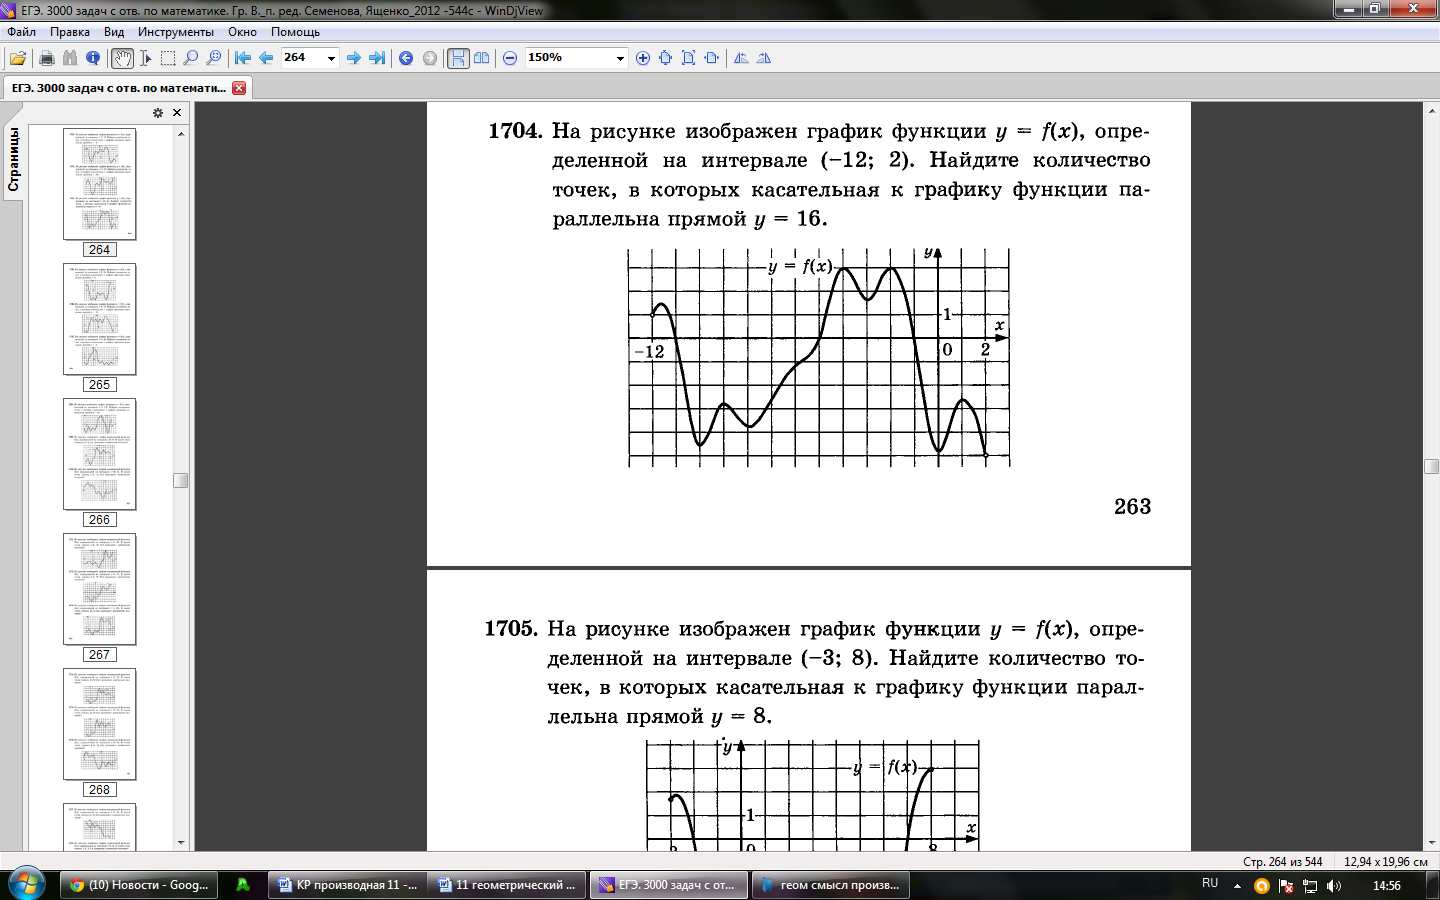 ЕГЭ. 3000 задач с отв. по математике. Гр. В._п. ред. Семенова, Ященко_2012 -544с - WinDjView
Файл Правка Вид Инструменты Окно Помощь
264 150%
ЕГЭ. 3000 задач с отв. по математи...
Страницы
264
265
266
267
268
1704. На рисунке изображен график функции y = f(x), опре-
деленной на интервале (−12; 2). Найдите количество
точек, в которых касательная к графику функции па-
раллельна прямой y = 16.
y
y = f(x)
1
x
−12 0 2
263
1705. На рисунке изображен график функции y = f(x), опре-
деленной на интервале (−3; 8). Найдите количество то-
чек, в которых касательная к графику функции парал-
лельна прямой y = 8.
y
y = f(x)
1
x
Стр. 264 из 544 12,94 x 19,96 см
(10) Новости - Goog... КР производная 11 -... 11 геометрический ... ЕГЭ. 3000 задач с от... геом смысл произв... RU 14:56